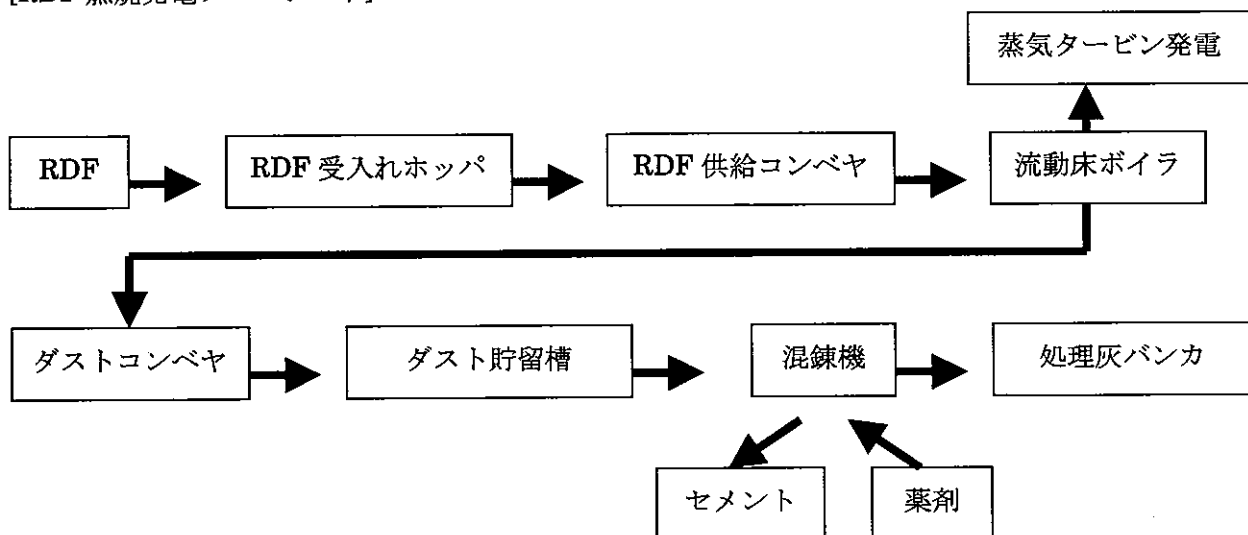 蒸気タービン発電
RDF
RDF 受入れホッパ
RDF 供給コンベヤ
流動床ボイラ
ダストコンベヤ
ダスト貯留槽
混錬機
処理灰バンカ
セメント
薬剤